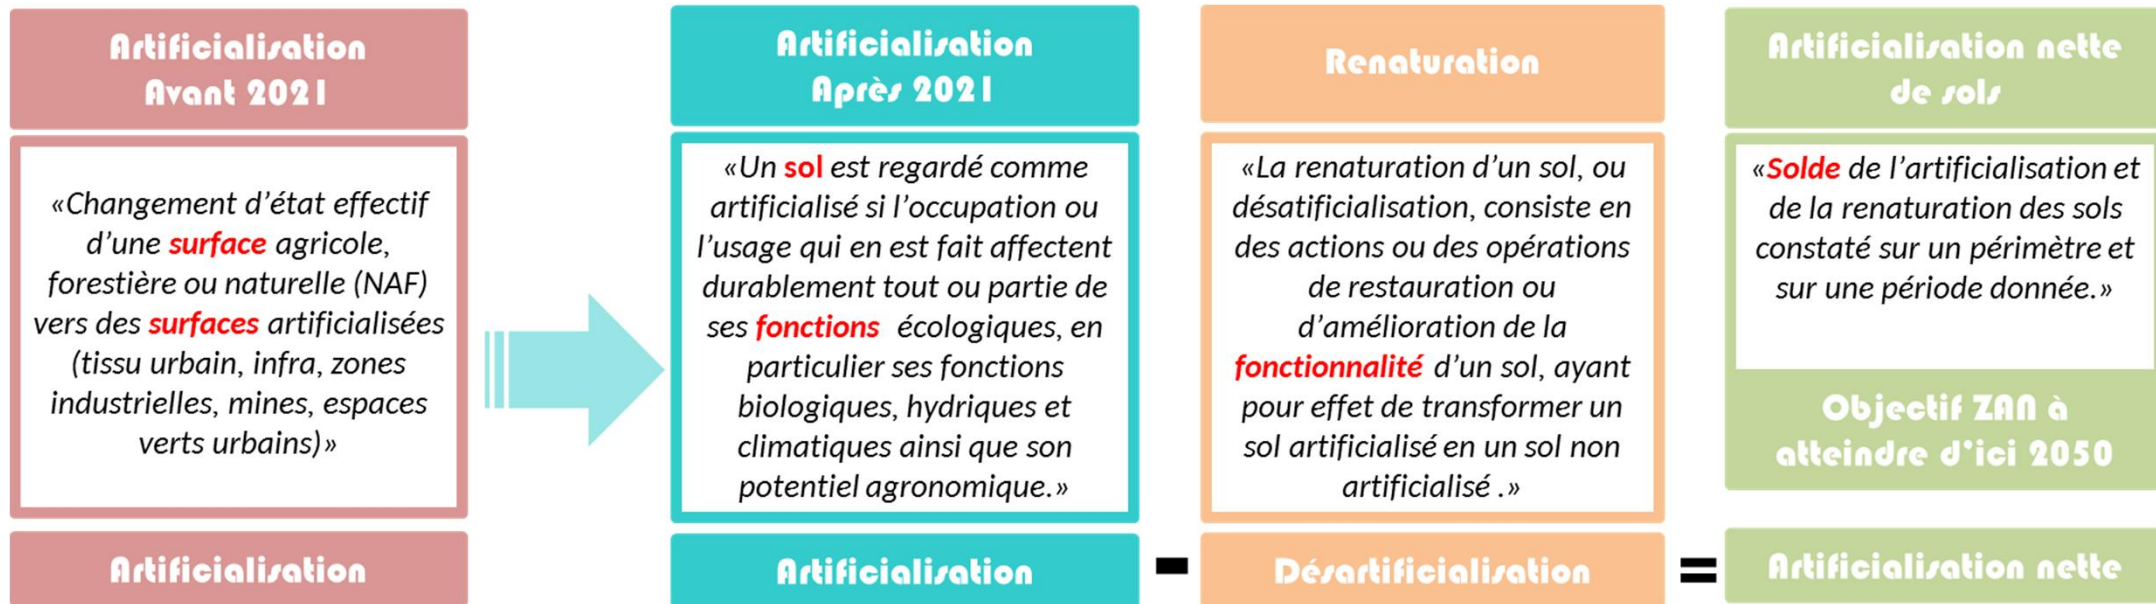 Artificialisation
Avant 2021
«Changement d'état effectif
d'une surface agricole,
forestière ou naturelle (NAF)
vers des surfaces artificialisées
(tissu urbain, infra, zones
industrielles, mines, espaces
verts urbains)»
Artificialisation
Artificialisation
Après 2021
«Un sol est regardé comme
artificialisé si l'occupation ou
l'usage qui en est fait affectent
durablement tout ou partie de
ses fonctions écologiques, en
particulier ses fonctions
biologiques, hydriques et
climatiques ainsi que son
potentiel agronomique.»
Artificialisation
-
Renaturation
«La renaturation d'un sol, ou
désatificialisation, consiste en
des actions ou des opérations
de restauration ou
d'amélioration de la
fonctionnalité d'un sol, ayant
pour effet de transformer un
sol artificialisé en un sol non
artificialisé .»
Désartificialisation
=
Artificialisation nette
de sols
«Solde de l'artificialisation et
de la renaturation des sols
constaté sur un périmètre et
sur une période donnée.»
Objectif ZAN à
atteindre d'ici 2050
Artificialisation nette